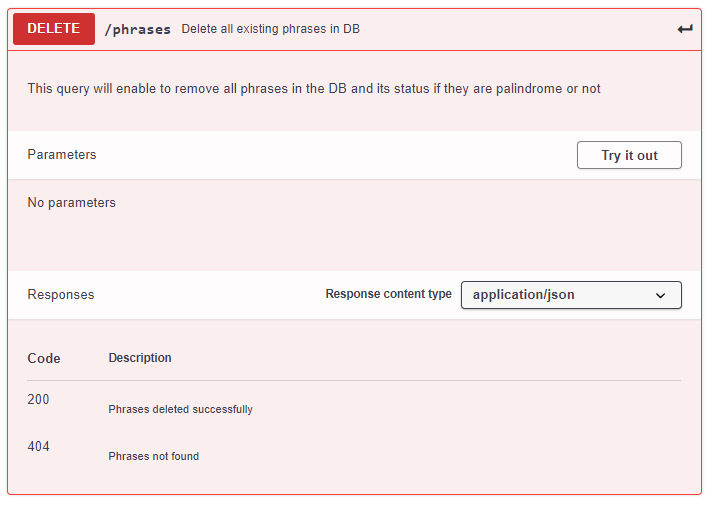 DELETE /phrases Delete all existing phrases in DB
This query will enable to remove all phrases in the DB and its status if they are palindrome or not
Parameters Try it out
No parameters
Responses Response content type application/json
Code Description
200 Phrases deleted successfully
404 Phrases not found